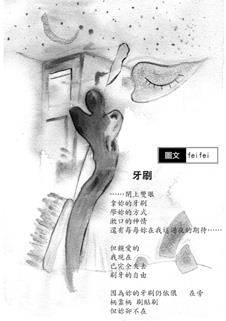 圖文 feifei
牙刷
……閉上雙眼
拿妳的牙刷
學妳的方式
漱口的神情
還有每每妳在我這過夜的期待……
但親愛的
我現在
已完全失去
刷牙的自由
因為妳的牙刷仍依偎 在旁
柄靠柄 刷貼刷
但妳卻不在